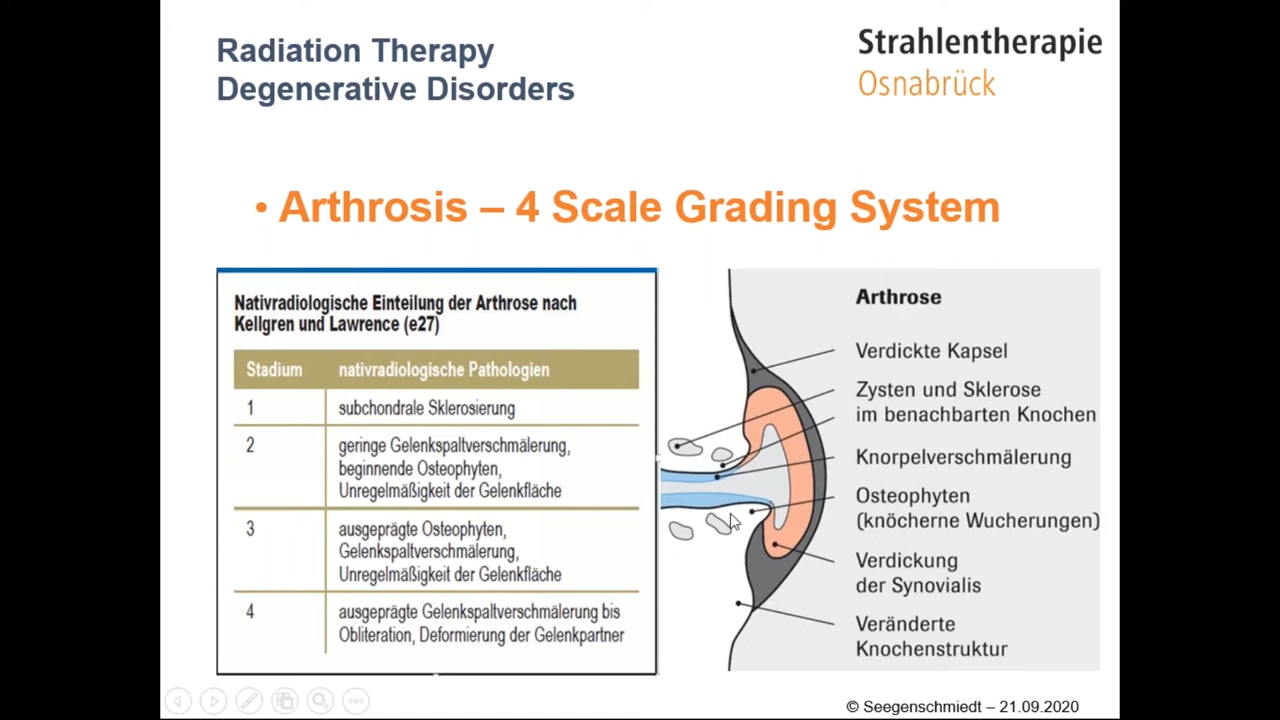 Radiation Therapy
Degenerative Disorders
Strahlentherapie
Osnabrück
• Arthrosis – 4 Scale Grading System
Nativradiologische Einteilung der Arthrose nach
Kellgren und Lawrence (e27)
Stadium nativradiologische Pathologien
1 subchondrale Sklerosierung
2 geringe Gelenkspaltverschmälerung,
beginnende Osteophyten,
Unregelmäßigkeit der Gelenkfläche
3 ausgeprägte Osteophyten,
Gelenkspaltverschmälerung,
Unregelmäßigkeit der Gelenkfläche
4 ausgeprägte Gelenkspaltverschmälerung bis
Obliteration, Deformierung der Gelenkpartner
Arthrose
Verdickte Kapsel
Zysten und Sklerose
im benachbarten Knochen
Knorpelverschmälerung
Osteophyten
(knöcherne Wucherungen)
Verdickung
der Synovialis
Veränderte
Knochenstruktur
© Seegenschmiedt – 21.09.2020